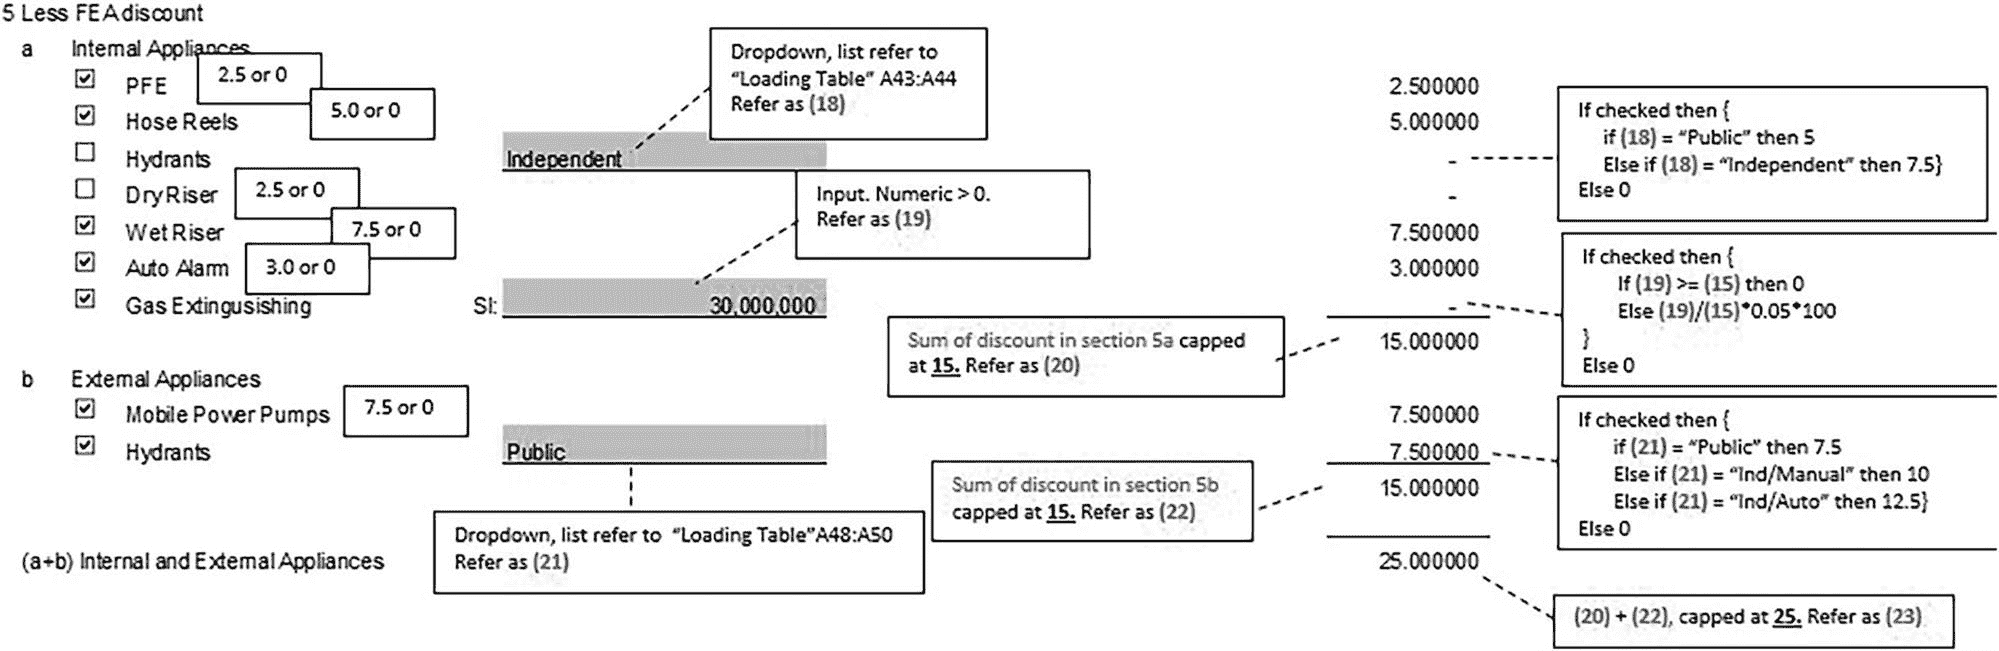 5 Less FEA discount
a Internal Appliances
PFE 2.5 or 0 2.500000
Hose Reels 5.0 or 0 5.000000
Hydrants Independent -
Dry Riser 2.5 or 0 -
Wet Riser 7.5 or 0 7.500000
Auto Alarm 3.0 or 0 3.000000
Gas Extingusishing SI: 30,000,000 -
15.000000
Dropdown, list refer to
“Loading Table” A43:A44
Refer as (18)
If checked then {
if (18) = “Public” then 5
Else if (18) = “Independent” then 7.5}
Else 0
Input. Numeric > 0.
Refer as (19)
If checked then {
If (19) >= (15) then 0
Else (19)/(15)*0.05*100
}
Else 0
Sum of discount in section 5a capped
at 15. Refer as (20)
b External Appliances
Mobile Power Pumps 7.5 or 0 7.500000
Hydrants Public 7.500000
15.000000
If checked then {
if (21) = “Public” then 7.5
Else if (21) = “Ind/Manual” then 10
Else if (21) = “Ind/Auto” then 12.5}
Else 0
Sum of discount in section 5b
capped at 15. Refer as (22)
Dropdown, list refer to “Loading Table”A48:A50
Refer as (21)
(a+b) Internal and External Appliances 25.000000
(20) + (22), capped at 25. Refer as (23)